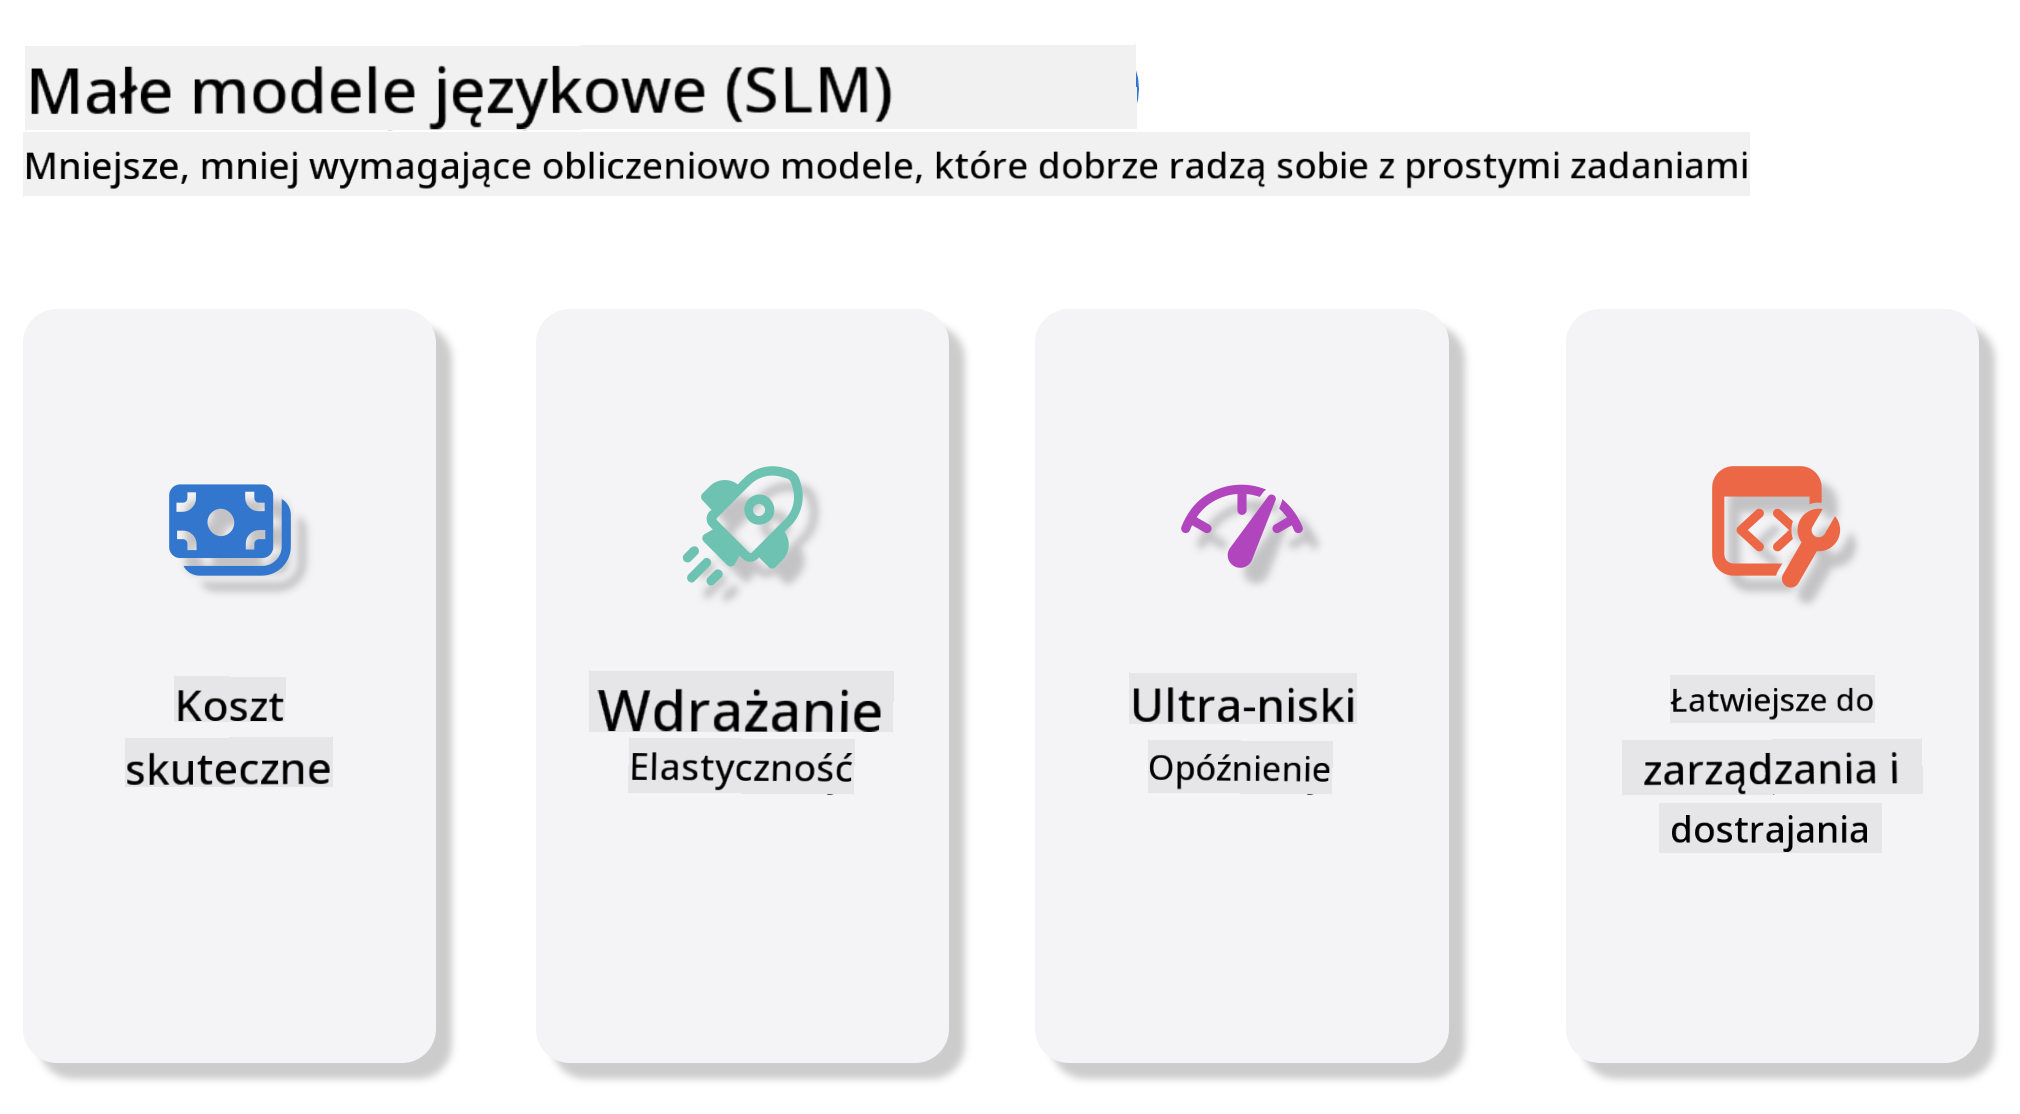 Małe modele językowe (SLM)
Mniejsze, mniej wymagające obliczeniowo modele, które dobrze radzą sobie z prostymi zadaniami
Koszt
skuteczne
Wdrażanie
Elastyczność
Ultra-niski
Opóźnienie
Łatwiejsze do
zarządzania i
dostrajania